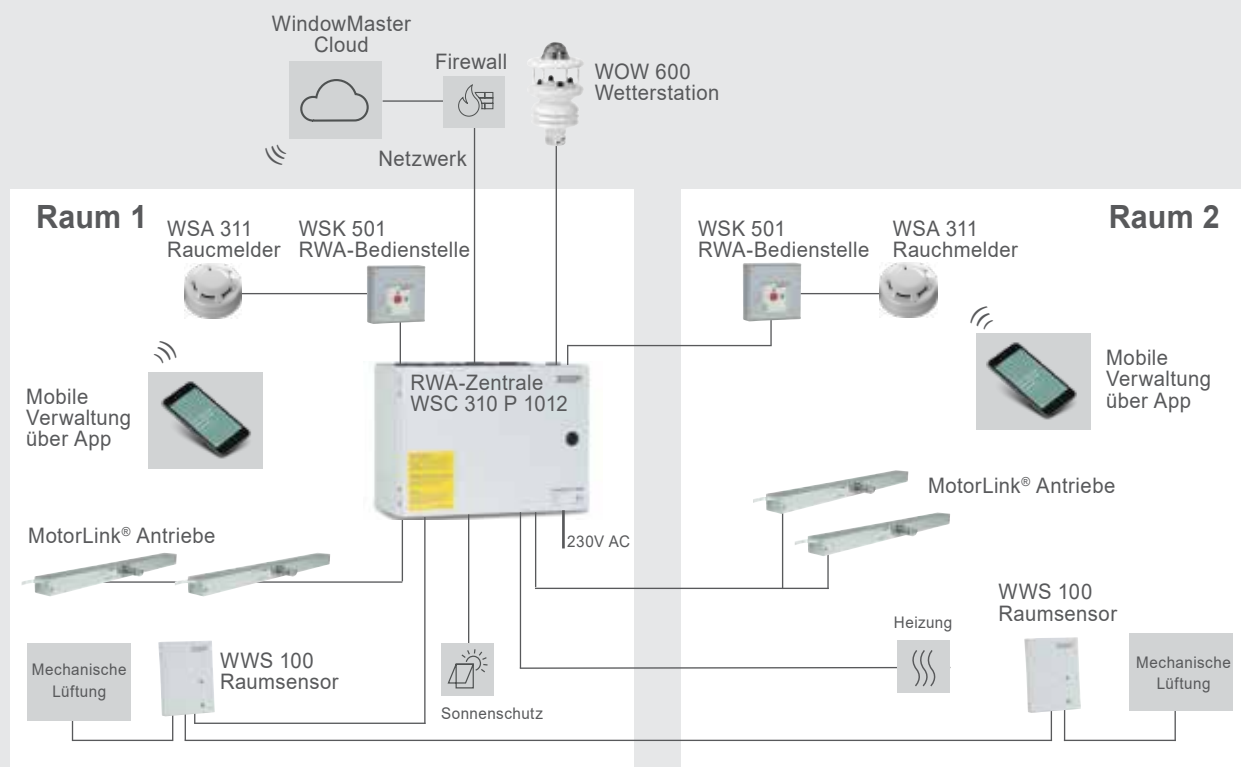 WindowMaster
Cloud
Firewall
WOW 600
Wetterstation
Netzwerk
Raum 1
WSA 311
Raucmelder
WSK 501
RWA-Bedienstelle
Mobile
Verwaltung
über App
RWA-Zentrale
WSC 310 P 1012
230V AC
MotorLink® Antriebe
Mechanische
Lüftung
WWS 100
Raumsensor
Sonnenschutz
Raum 2
WSK 501
RWA-Bedienstelle
WSA 311
Rauchmelder
Mobile
Verwaltung
über App
MotorLink® Antriebe
Heizung
WWS 100
Raumsensor
Mechanische
Lüftung